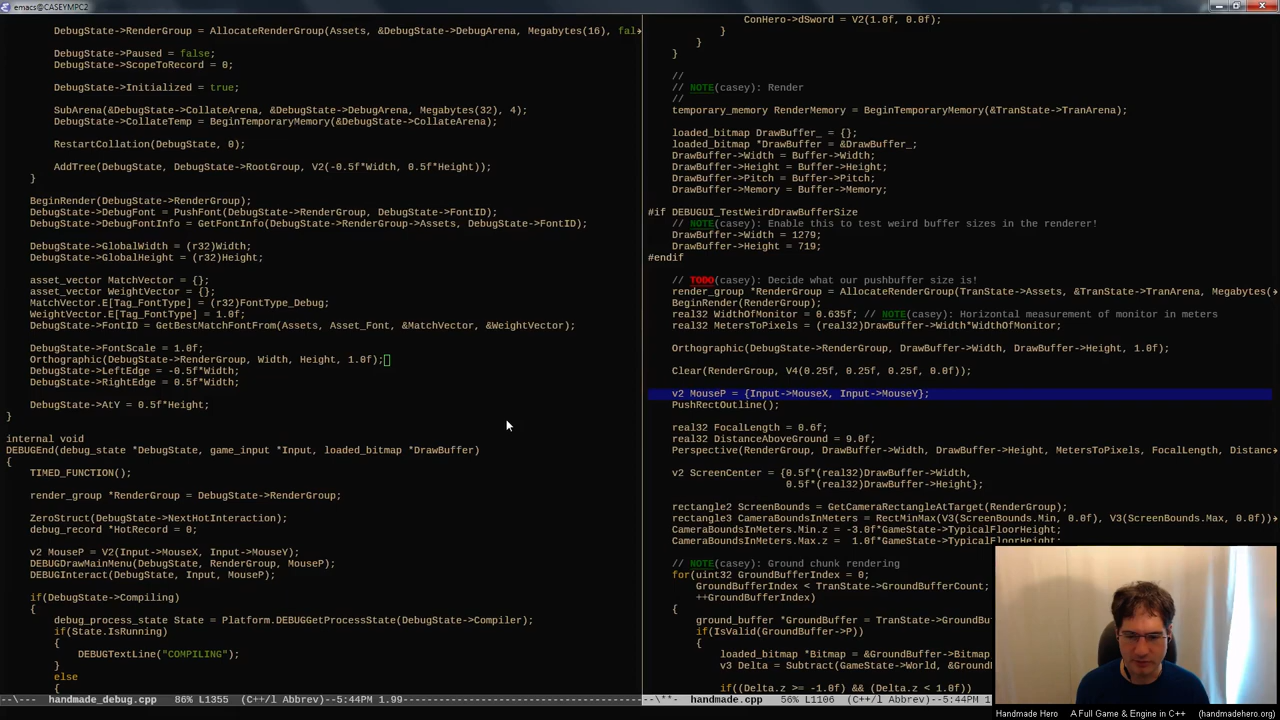 emacs@CASEYMPC2
DebugState->RenderGroup = AllocateRenderGroup(Assets, &DebugState->DebugArena, Megabytes(16), fal
DebugState->Paused = false;
DebugState->ScopeToRecord = 0;
DebugState->Initialized = true;
SubArena(&DebugState->CollateArena, &DebugState->DebugArena, Megabytes(32), 4);
DebugState->CollateTemp = BeginTemporaryMemory(&DebugState->CollateArena);
RestartCollation(DebugState, 0);
AddTree(DebugState, DebugState->RootGroup, V2(-0.5f*Width, 0.5f*Height));
}
BeginRender(DebugState->RenderGroup);
DebugState->DebugFont = PushFont(DebugState->RenderGroup, DebugState->FontID);
DebugState->DebugFontInfo = GetFontInfo(DebugState->RenderGroup->Assets, DebugState->FontID);
DebugState->GlobalWidth = (r32)Width;
DebugState->GlobalHeight = (r32)Height;
asset_vector MatchVector = {};
asset_vector WeightVector = {};
MatchVector.E[Tag_FontType] = (r32)FontType_Debug;
WeightVector.E[Tag_FontType] = 1.0f;
DebugState->FontID = GetBestMatchFontFrom(Assets, Asset_Font, &MatchVector, &WeightVector);
DebugState->FontScale = 1.0f;
Orthographic(DebugState->RenderGroup, Width, Height, 1.0f);
DebugState->LeftEdge = -0.5f*Width;
DebugState->RightEdge = 0.5f*Width;
DebugState->AtY = 0.5f*Height;
}
internal void
DEBUGEnd(debug_state *DebugState, game_input *Input, loaded_bitmap *DrawBuffer)
{
TIMED_FUNCTION();
render_group *RenderGroup = DebugState->RenderGroup;
ZeroStruct(DebugState->NextHotInteraction);
debug_record *HotRecord = 0;
v2 MouseP = V2(Input->MouseX, Input->MouseY);
DEBUGDrawMainMenu(DebugState, RenderGroup, MouseP);
DEBUGInteract(DebugState, Input, MouseP);
if(DebugState->Compiling)
{
debug_process_state State = Platform.DEBUGGetProcessState(DebugState->Compiler);
if(State.IsRunning)
{
DEBUGTextLine("COMPILING");
}
else
{
--\--- handmade_debug.cpp 86% L1355 (C++/l Abbrev)--5:44PM 1.99--------
ConHero->dSword = V2(1.0f, 0.0f);
}
}
}
//
// NOTE(casey): Render
//
temporary_memory RenderMemory = BeginTemporaryMemory(&TranState->TranArena);
loaded_bitmap DrawBuffer_ = {};
loaded_bitmap *DrawBuffer = &DrawBuffer_;
DrawBuffer->Width = Buffer->Width;
DrawBuffer->Height = Buffer->Height;
DrawBuffer->Pitch = Buffer->Pitch;
DrawBuffer->Memory = Buffer->Memory;
#if DEBUGUI_TestWeirdDrawBufferSize
// NOTE(casey): Enable this to test weird buffer sizes in the renderer!
DrawBuffer->Width = 1279;
DrawBuffer->Height = 719;
#endif
// TODO(casey): Decide what our pushbuffer size is!
render_group *RenderGroup = AllocateRenderGroup(TranState->Assets, &TranState->TranArena, Megabytes(
BeginRender(RenderGroup);
real32 WidthOfMonitor = 0.635f; // NOTE(casey): Horizontal measurement of monitor in meters
real32 MetersToPixels = (real32)DrawBuffer->Width*WidthOfMonitor;
Orthographic(DebugState->RenderGroup, DrawBuffer->Width, DrawBuffer->Height, 1.0f);
Clear(RenderGroup, V4(0.25f, 0.25f, 0.25f, 0.0f));
v2 MouseP = {Input->MouseX, Input->MouseY};
PushRectOutline();
real32 FocalLength = 0.6f;
real32 DistanceAboveGround = 9.0f;
Perspective(RenderGroup, DrawBuffer->Width, DrawBuffer->Height, MetersToPixels, FocalLength, Distanc
v2 ScreenCenter = {0.5f*(real32)DrawBuffer->Width,
0.5f*(real32)DrawBuffer->Height};
rectangle2 ScreenBounds = GetCameraRectangleAtTarget(RenderGroup);
rectangle3 CameraBoundsInMeters = RectMinMax(V3(ScreenBounds.Min, 0.0f), V3(ScreenBounds.Max, 0.0f))
CameraBoundsInMeters.Min.z = -3.0f*GameState->TypicalFloorHeight;
CameraBoundsInMeters.Max.z = 1.0f*GameState->TypicalFloorHeight;
// NOTE(casey): Ground chunk rendering
for(uint32 GroundBufferIndex = 0;
GroundBufferIndex < TranState->GroundBufferCount;
++GroundBufferIndex)
{
ground_buffer *GroundBuffer = TranState->Ground
if(IsValid(GroundBuffer->P))
{
loaded_bitmap *Bitmap = &GroundBuffer->Bitmap
v3 Delta = Subtract(GameState->World, &Ground
if((Delta.z >= -1.0f) && (Delta.z < 1.0f))
--\**- handmade.cpp 56% L1106 (C++/l Abbrev)--5:44PM 1
Handmade Hero A Full Game & Engine in C++ (handmadehero.org)